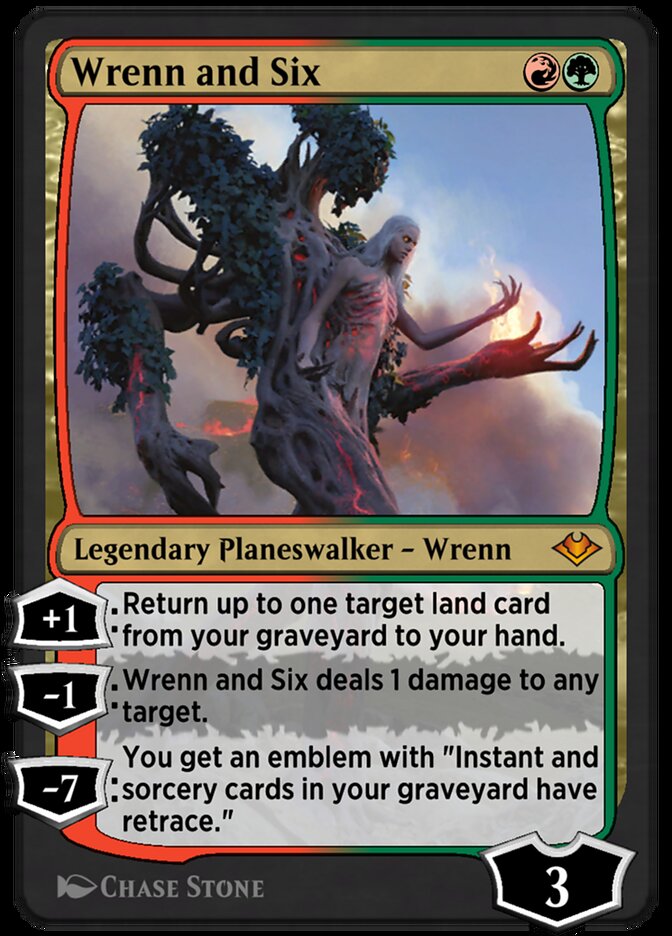 Wrenn and Six
Legendary Planeswalker – Wrenn
+1
: Return up to one target land card
from your graveyard to your hand.
−1
: Wrenn and Six deals 1 damage to any
target.
−7
: You get an emblem with "Instant and
sorcery cards in your graveyard have
retrace."
3
Chase Stone